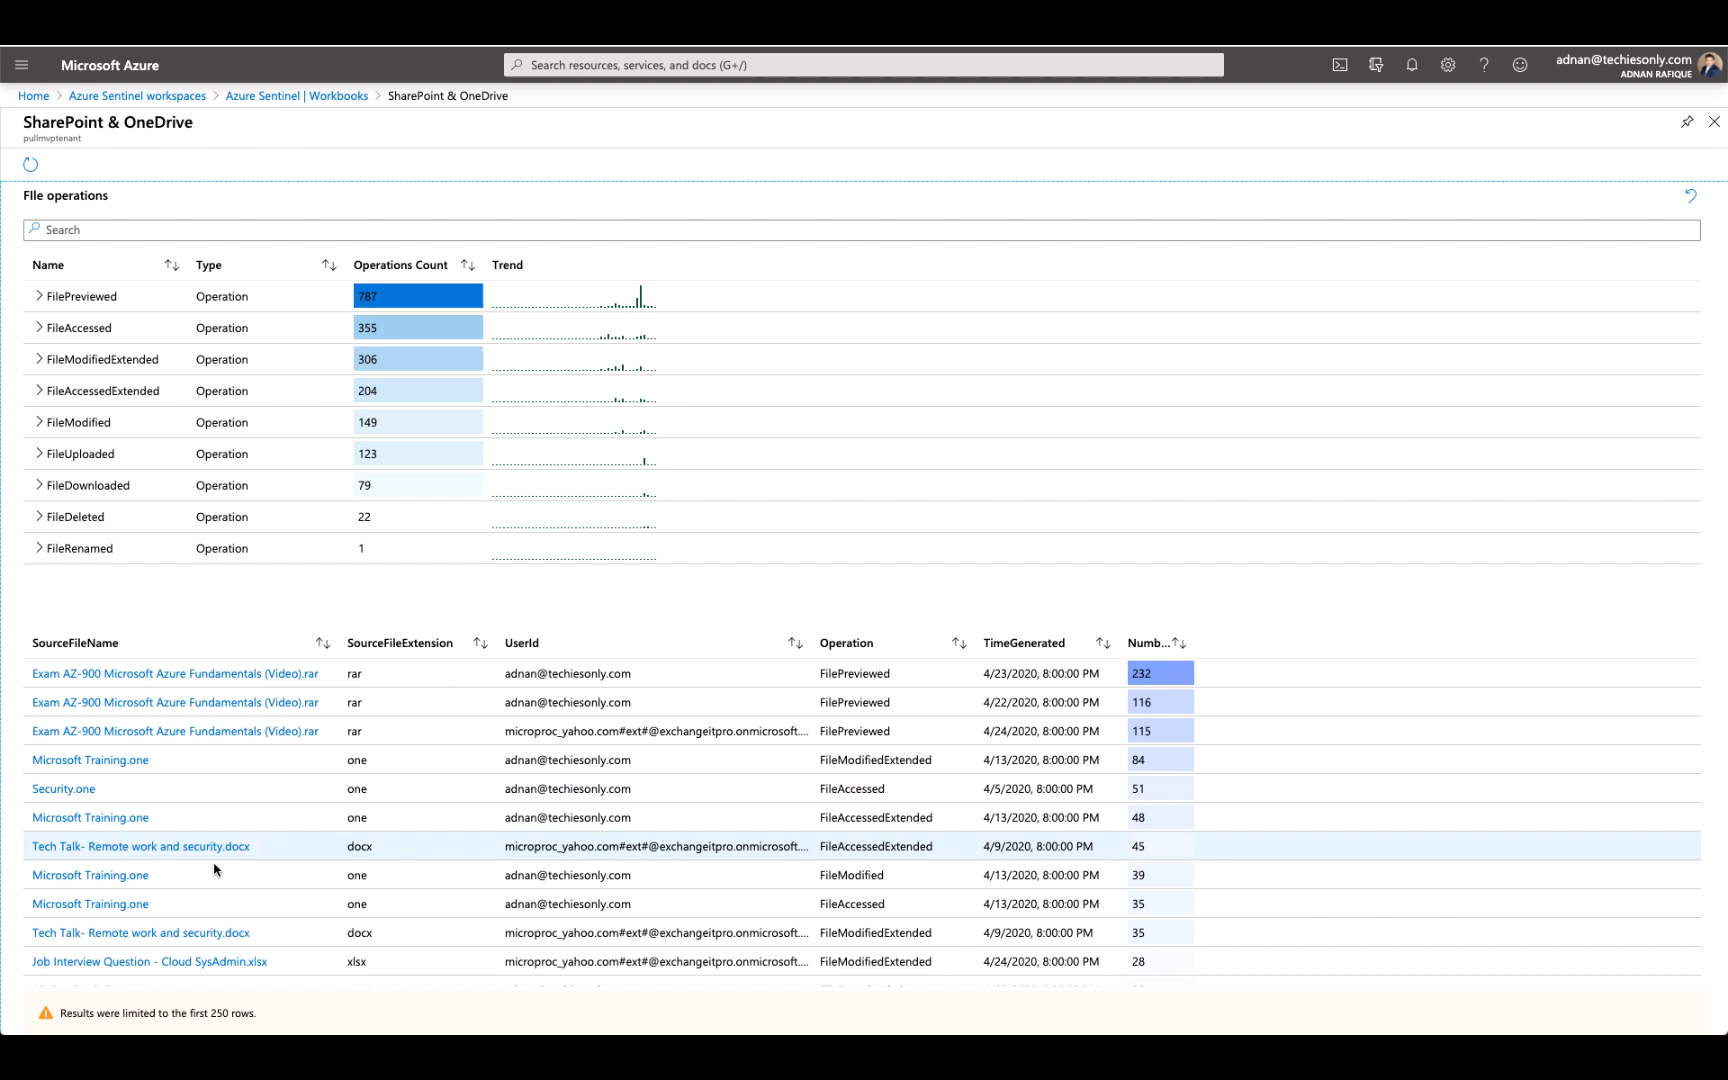 Microsoft Azure
Search resources, services, and docs (G+/)
adnan@techiesonly.com
ADNAN RAFIQUE
Home > Azure Sentinel workspaces > Azure Sentinel | Workbooks > SharePoint & OneDrive
SharePoint & OneDrive
pullmvptenant
FIle operations
Search
Name Type Operations Count Trend
FilePreviewed Operation 787
FileAccessed Operation 355
FileModifiedExtended Operation 306
FileAccessedExtended Operation 204
FileModified Operation 149
FileUploaded Operation 123
FileDownloaded Operation 79
FileDeleted Operation 22
FileRenamed Operation 1
SourceFileName SourceFileExtension UserId Operation TimeGenerated Numb...
Exam AZ-900 Microsoft Azure Fundamentals (Video).rar rar adnan@techiesonly.com FilePreviewed 4/23/2020, 8:00:00 PM 232
Exam AZ-900 Microsoft Azure Fundamentals (Video).rar rar adnan@techiesonly.com FilePreviewed 4/22/2020, 8:00:00 PM 116
Exam AZ-900 Microsoft Azure Fundamentals (Video).rar rar microproc_yahoo.com#ext#@exchangeitpro.onmicrosoft.... FilePreviewed 4/24/2020, 8:00:00 PM 115
Microsoft Training.one one adnan@techiesonly.com FileModifiedExtended 4/13/2020, 8:00:00 PM 84
Security.one one adnan@techiesonly.com FileAccessed 4/5/2020, 8:00:00 PM 51
Microsoft Training.one one adnan@techiesonly.com FileAccessedExtended 4/13/2020, 8:00:00 PM 48
Tech Talk- Remote work and security.docx docx microproc_yahoo.com#ext#@exchangeitpro.onmicrosoft.... FileAccessedExtended 4/9/2020, 8:00:00 PM 45
Microsoft Training.one one adnan@techiesonly.com FileModified 4/13/2020, 8:00:00 PM 39
Microsoft Training.one one adnan@techiesonly.com FileAccessed 4/13/2020, 8:00:00 PM 35
Tech Talk- Remote work and security.docx docx microproc_yahoo.com#ext#@exchangeitpro.onmicrosoft.... FileModifiedExtended 4/9/2020, 8:00:00 PM 35
Job Interview Question - Cloud SysAdmin.xlsx xlsx microproc_yahoo.com#ext#@exchangeitpro.onmicrosoft.... FileModifiedExtended 4/24/2020, 8:00:00 PM 28
Results were limited to the first 250 rows.